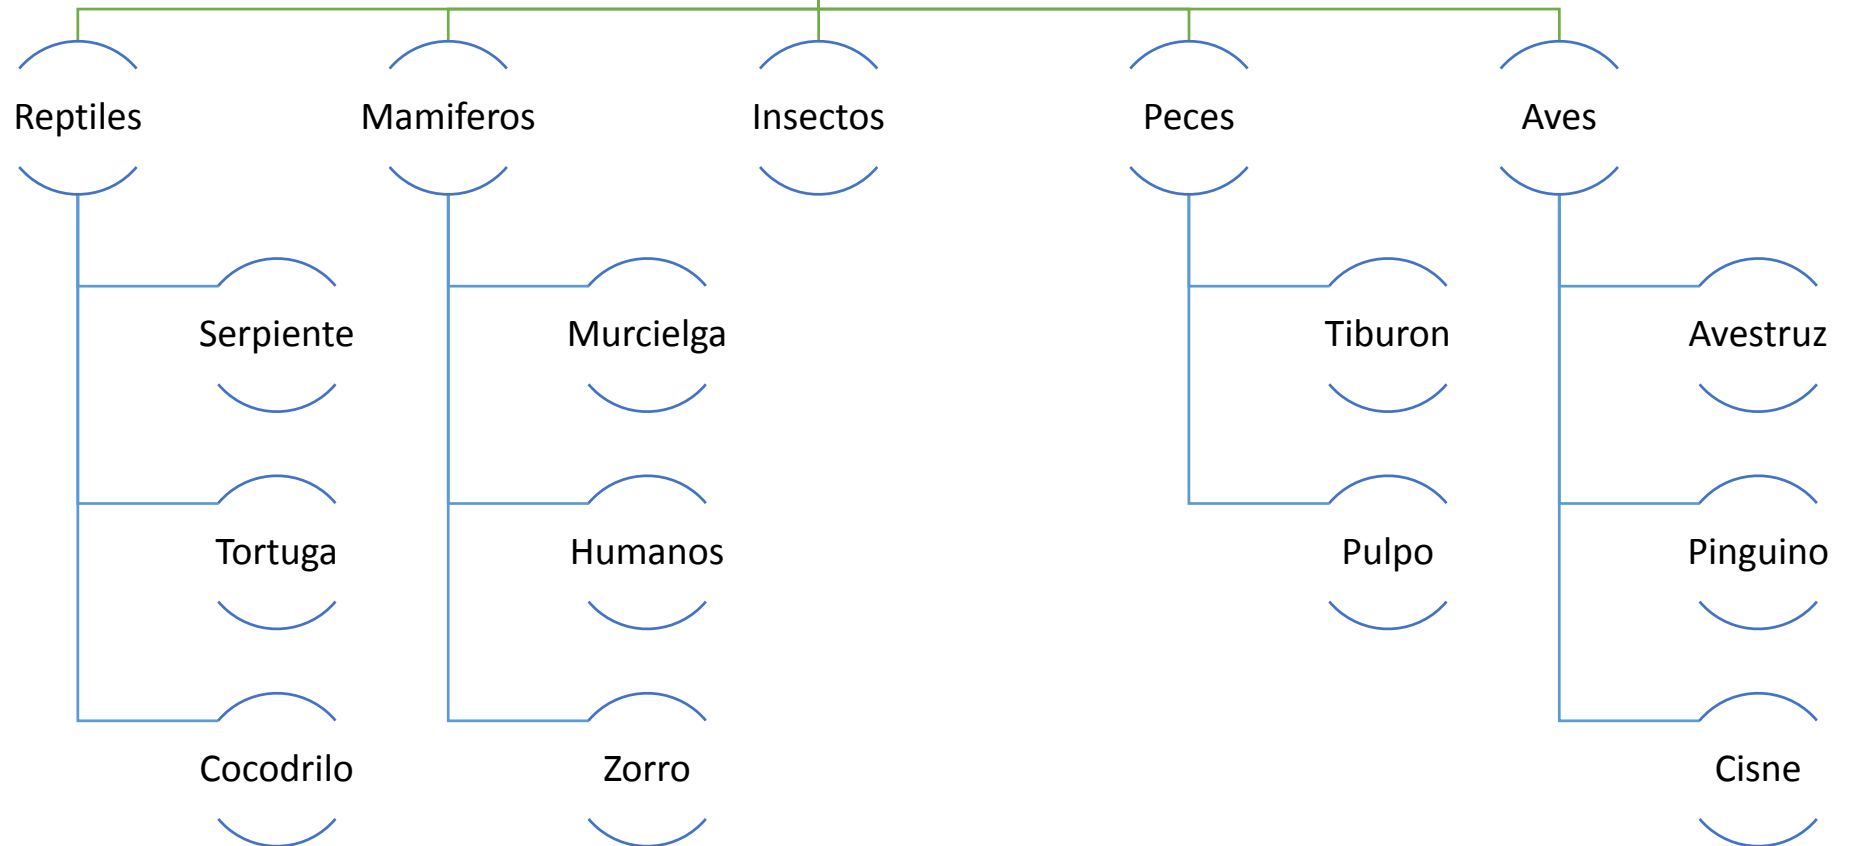 Reptiles
Mamiferos
Insectos
Peces
Aves
Serpiente
Murcielga
Tiburon
Avestruz
Tortuga
Humanos
Pulpo
Pinguino
Cocodrilo
Zorro
Cisne